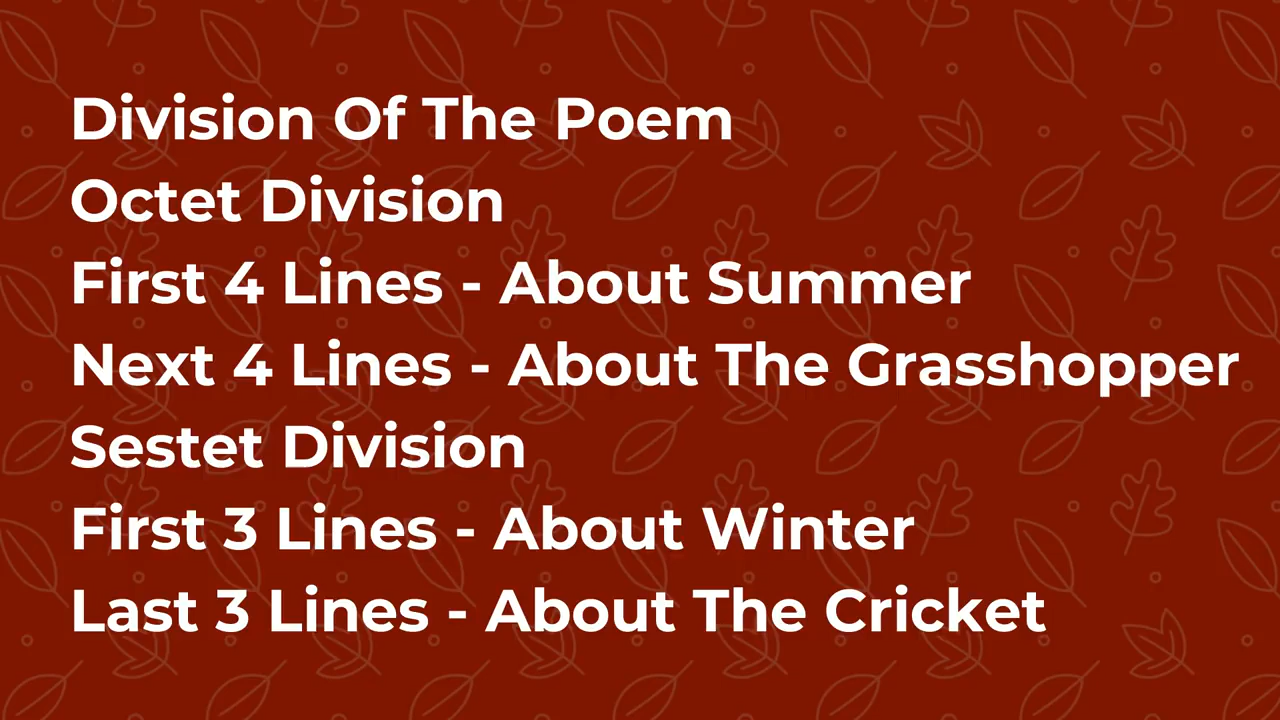 Division Of The Poem
Octet Division
First 4 Lines - About Summer
Next 4 Lines - About The Grasshopper
Sestet Division
First 3 Lines - About Winter
Last 3 Lines - About The Cricket